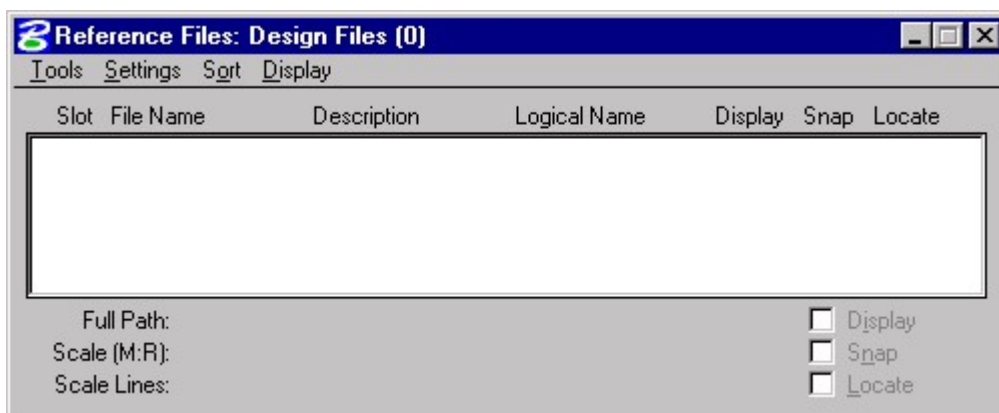 Reference Files: Design Files (0)
Tools Settings Sort Display
Slot File Name Description Logical Name Display Snap Locate
Full Path: Display
Scale (M:R): Snap
Scale Lines: Locate